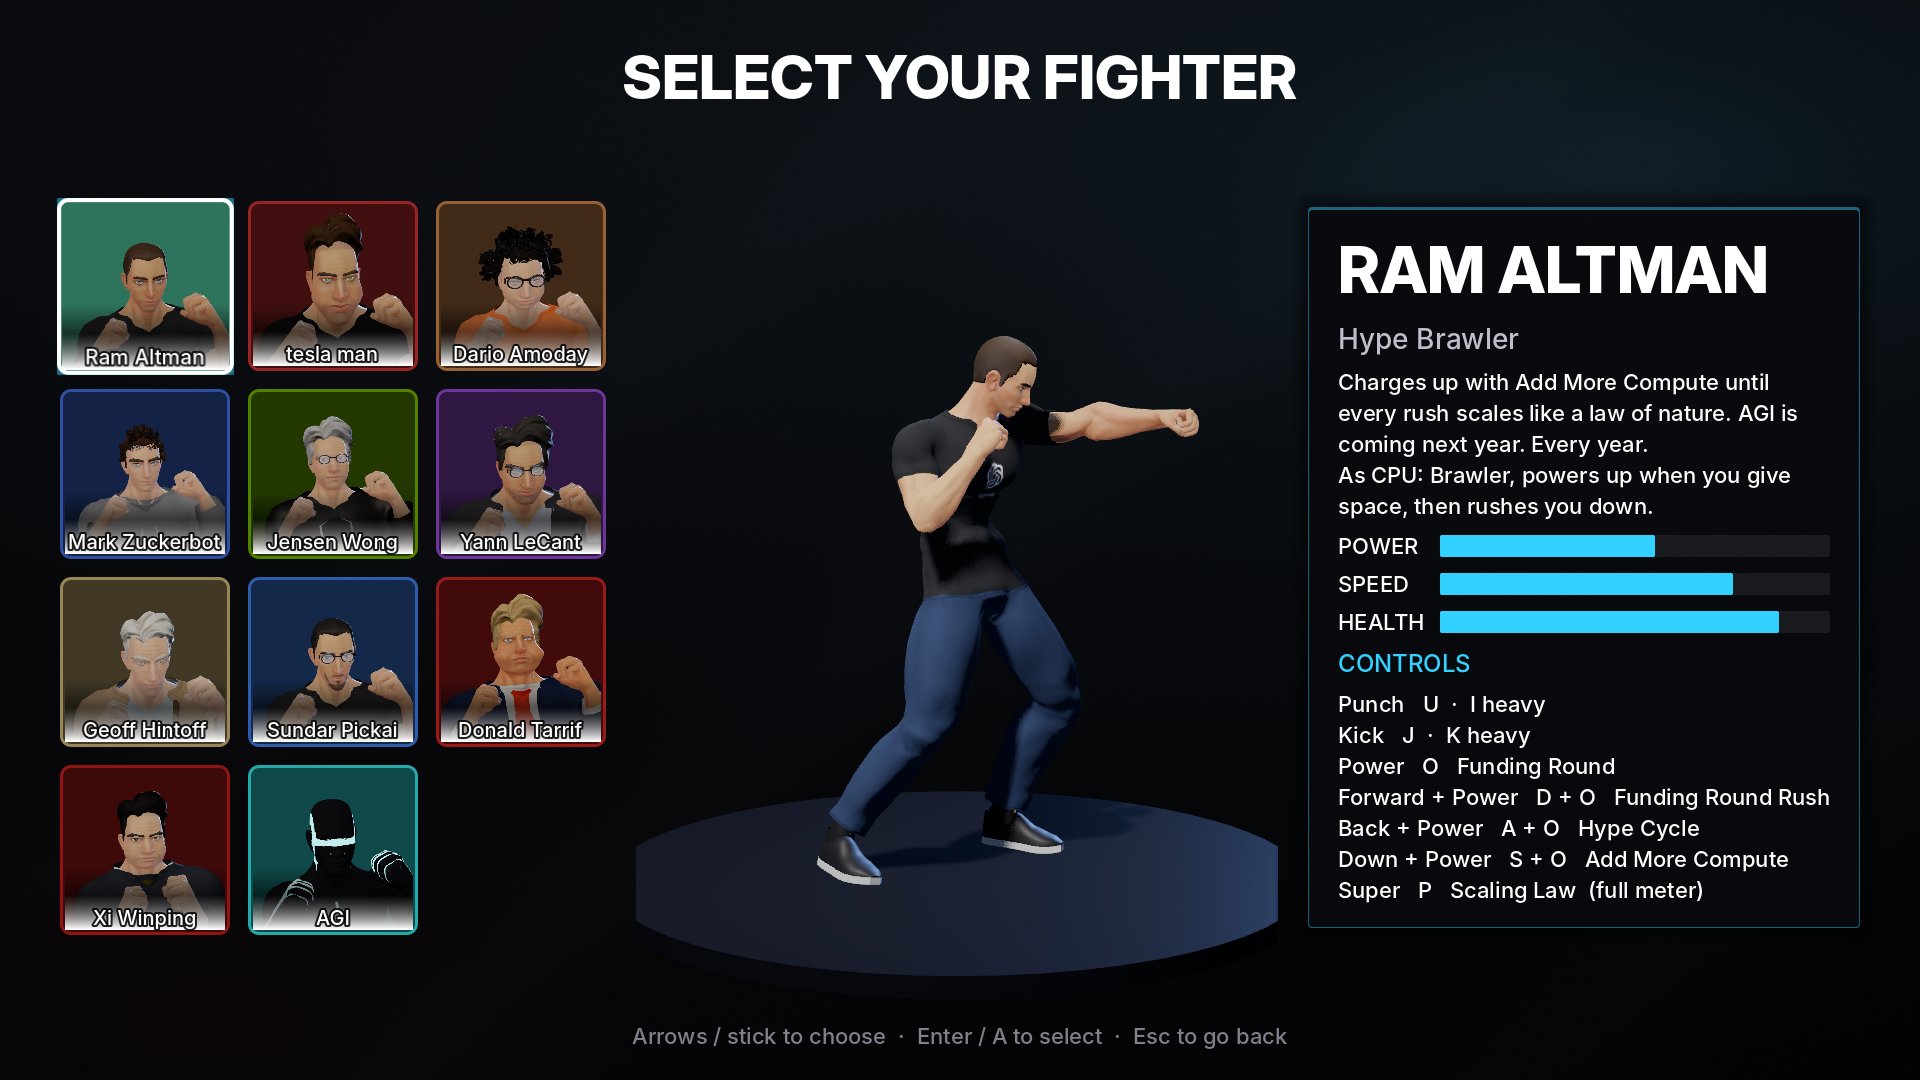 SELECT YOUR FIGHTER
Ram Altman
tesla man
Dario Amoday
Mark Zuckerbot
Jensen Wong
Yann LeCant
Geoff Hintoff
Sundar Pickai
Donald Tarrif
Xi Winping
AGI
RAM ALTMAN
Hype Brawler
Charges up with Add More Compute until
every rush scales like a law of nature. AGI is
coming next year. Every year.
As CPU: Brawler, powers up when you give
space, then rushes you down.
POWER
SPEED
HEALTH
CONTROLS
Punch U · I heavy
Kick J · K heavy
Power O Funding Round
Forward + Power D + O Funding Round Rush
Back + Power A + O Hype Cycle
Down + Power S + O Add More Compute
Super P Scaling Law (full meter)
Arrows / stick to choose · Enter / A to select · Esc to go back